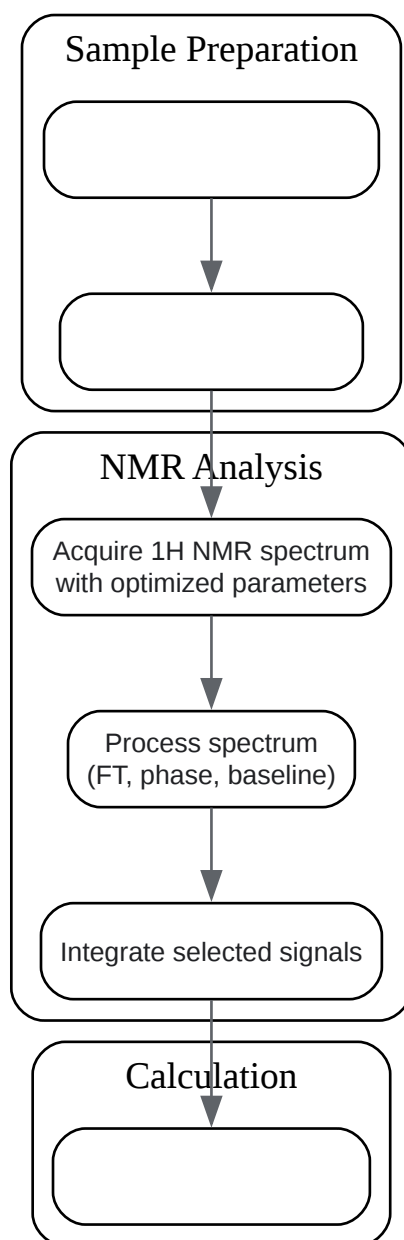 Sample Preparation
NMR Analysis
Acquire 1H NMR spectrum
with optimized parameters
Process spectrum
(FT, phase, baseline)
Integrate selected signals
Calculation